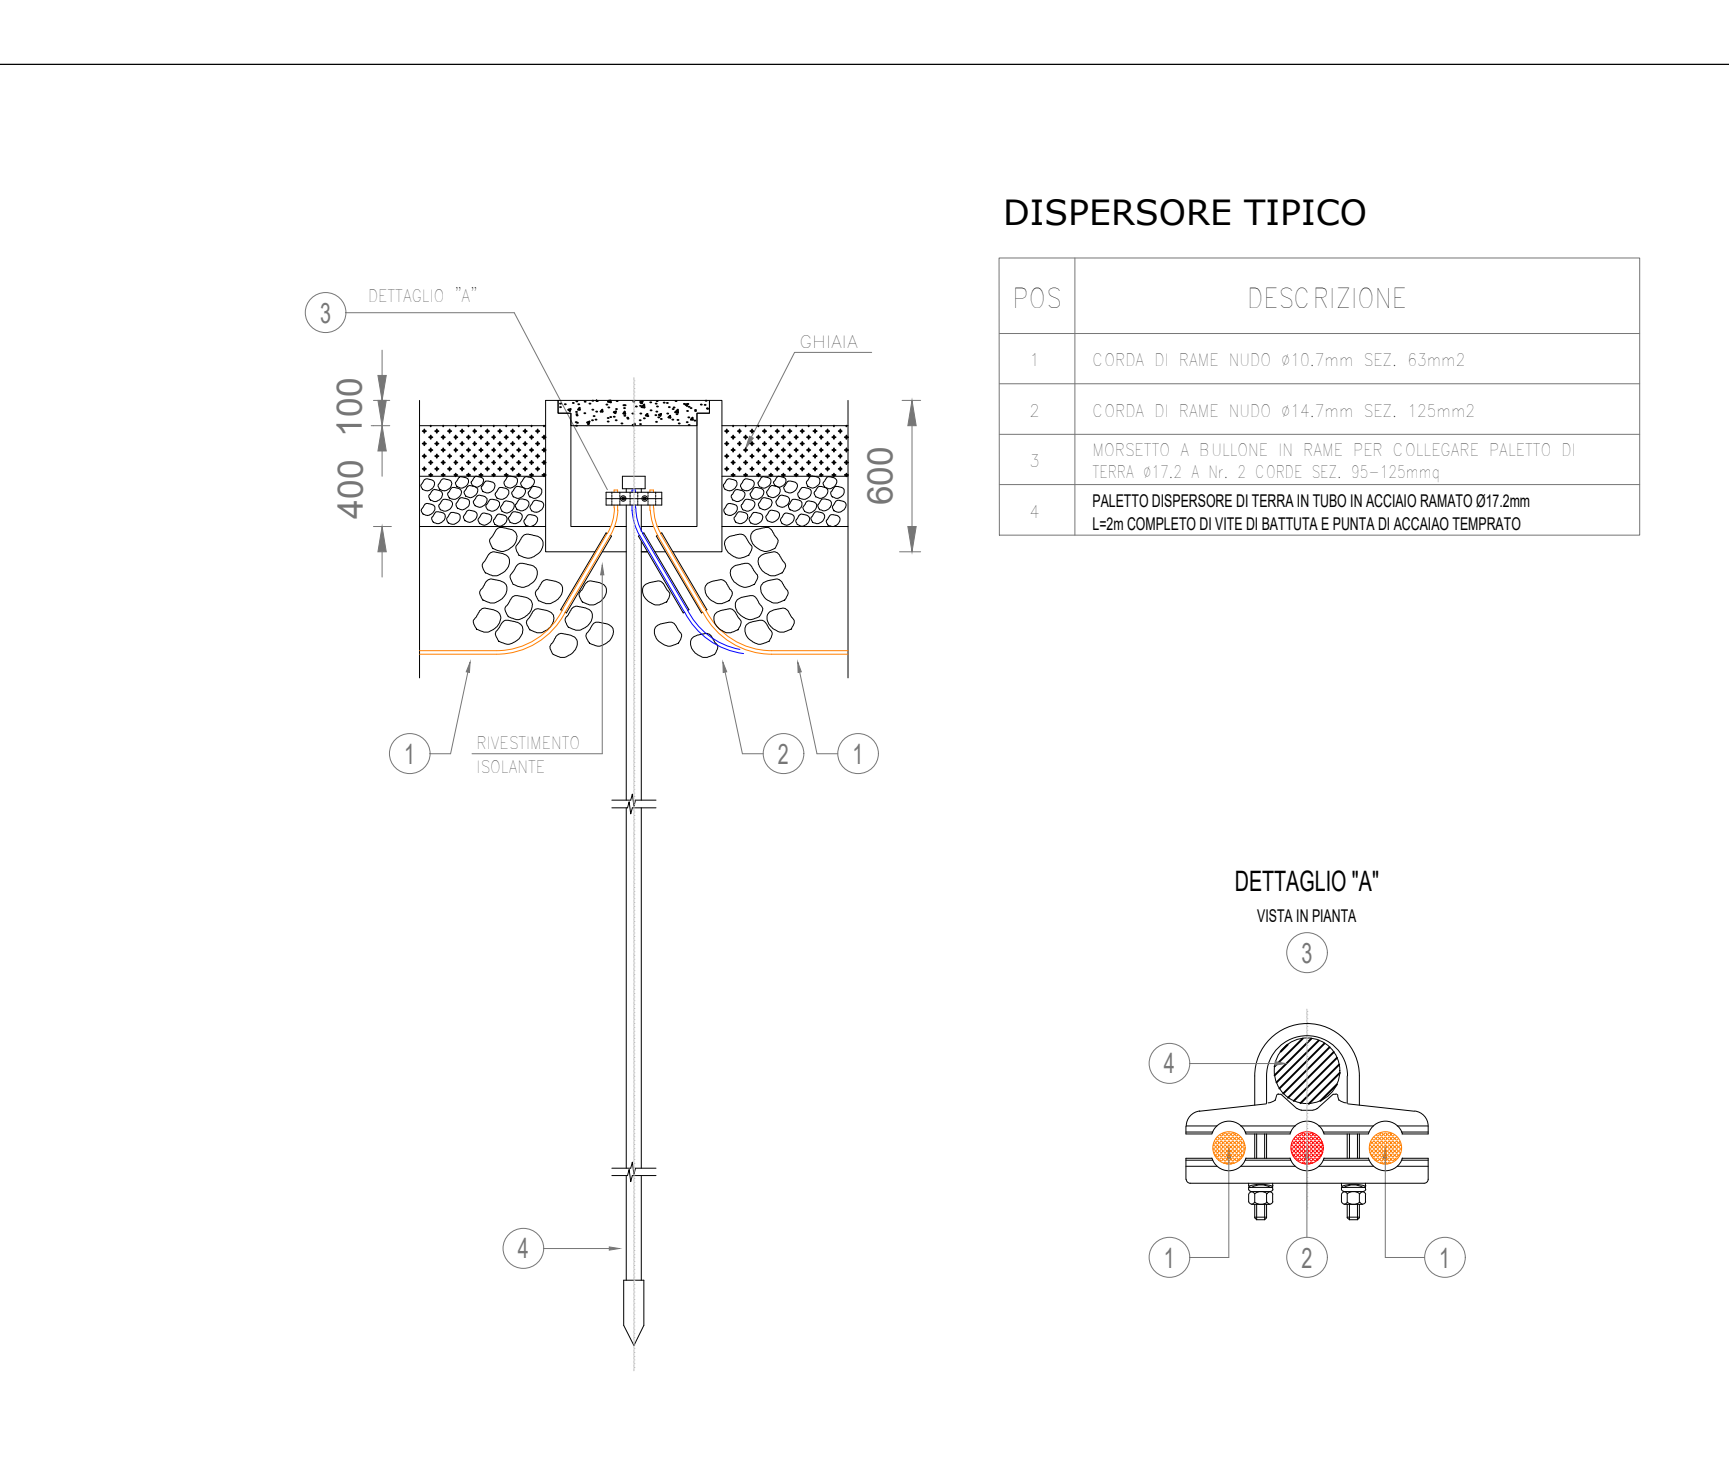 DISPERSORE TIPICO
POS
DESCRIZIONE
1
CORDA DI RAME NUDO ø10.7mm SEZ. 63mm2
2
CORDA DI RAME NUDO ø14.7mm SEZ. 125mm2
3
MORSETTO A BULLONE IN RAME PER COLLEGARE PALETTO DI
TERRA ø17.2 A Nr. 2 CORDE SEZ. 95-125mmq
4
PALETTO DISPERSORE DI TERRA IN TUBO IN ACCIAIO RAMATO Ø17.2mm
L=2m COMPLETO DI VITE DI BATTUTA E PUNTA DI ACCAIAO TEMPRATO
3
DETTAGLIO "A"
GHIAIA
100
400
600
1
RIVESTIMENTO
ISOLANTE
2
1
4
DETTAGLIO "A"
VISTA IN PIANTA
3
4
1
2
1